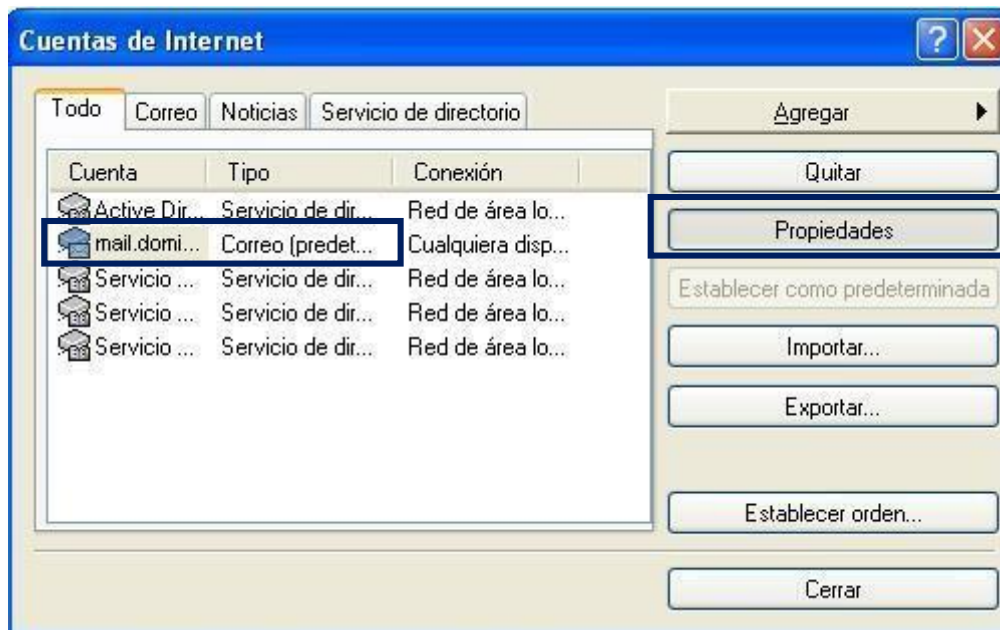 Cuentas de Internet
Todo Correo Noticias Servicio de directorio
Cuenta Tipo Conexión
Active Dir... Servicio de dir... Red de área lo...
mail.domi... Correo (predet... Cualquiera disp...
Servicio ... Servicio de dir... Red de área lo...
Servicio ... Servicio de dir... Red de área lo...
Servicio ... Servicio de dir... Red de área lo...
Agregar
Quitar
Propiedades
Establecer como predeterminada
Importar...
Exportar...
Establecer orden...
Cerrar